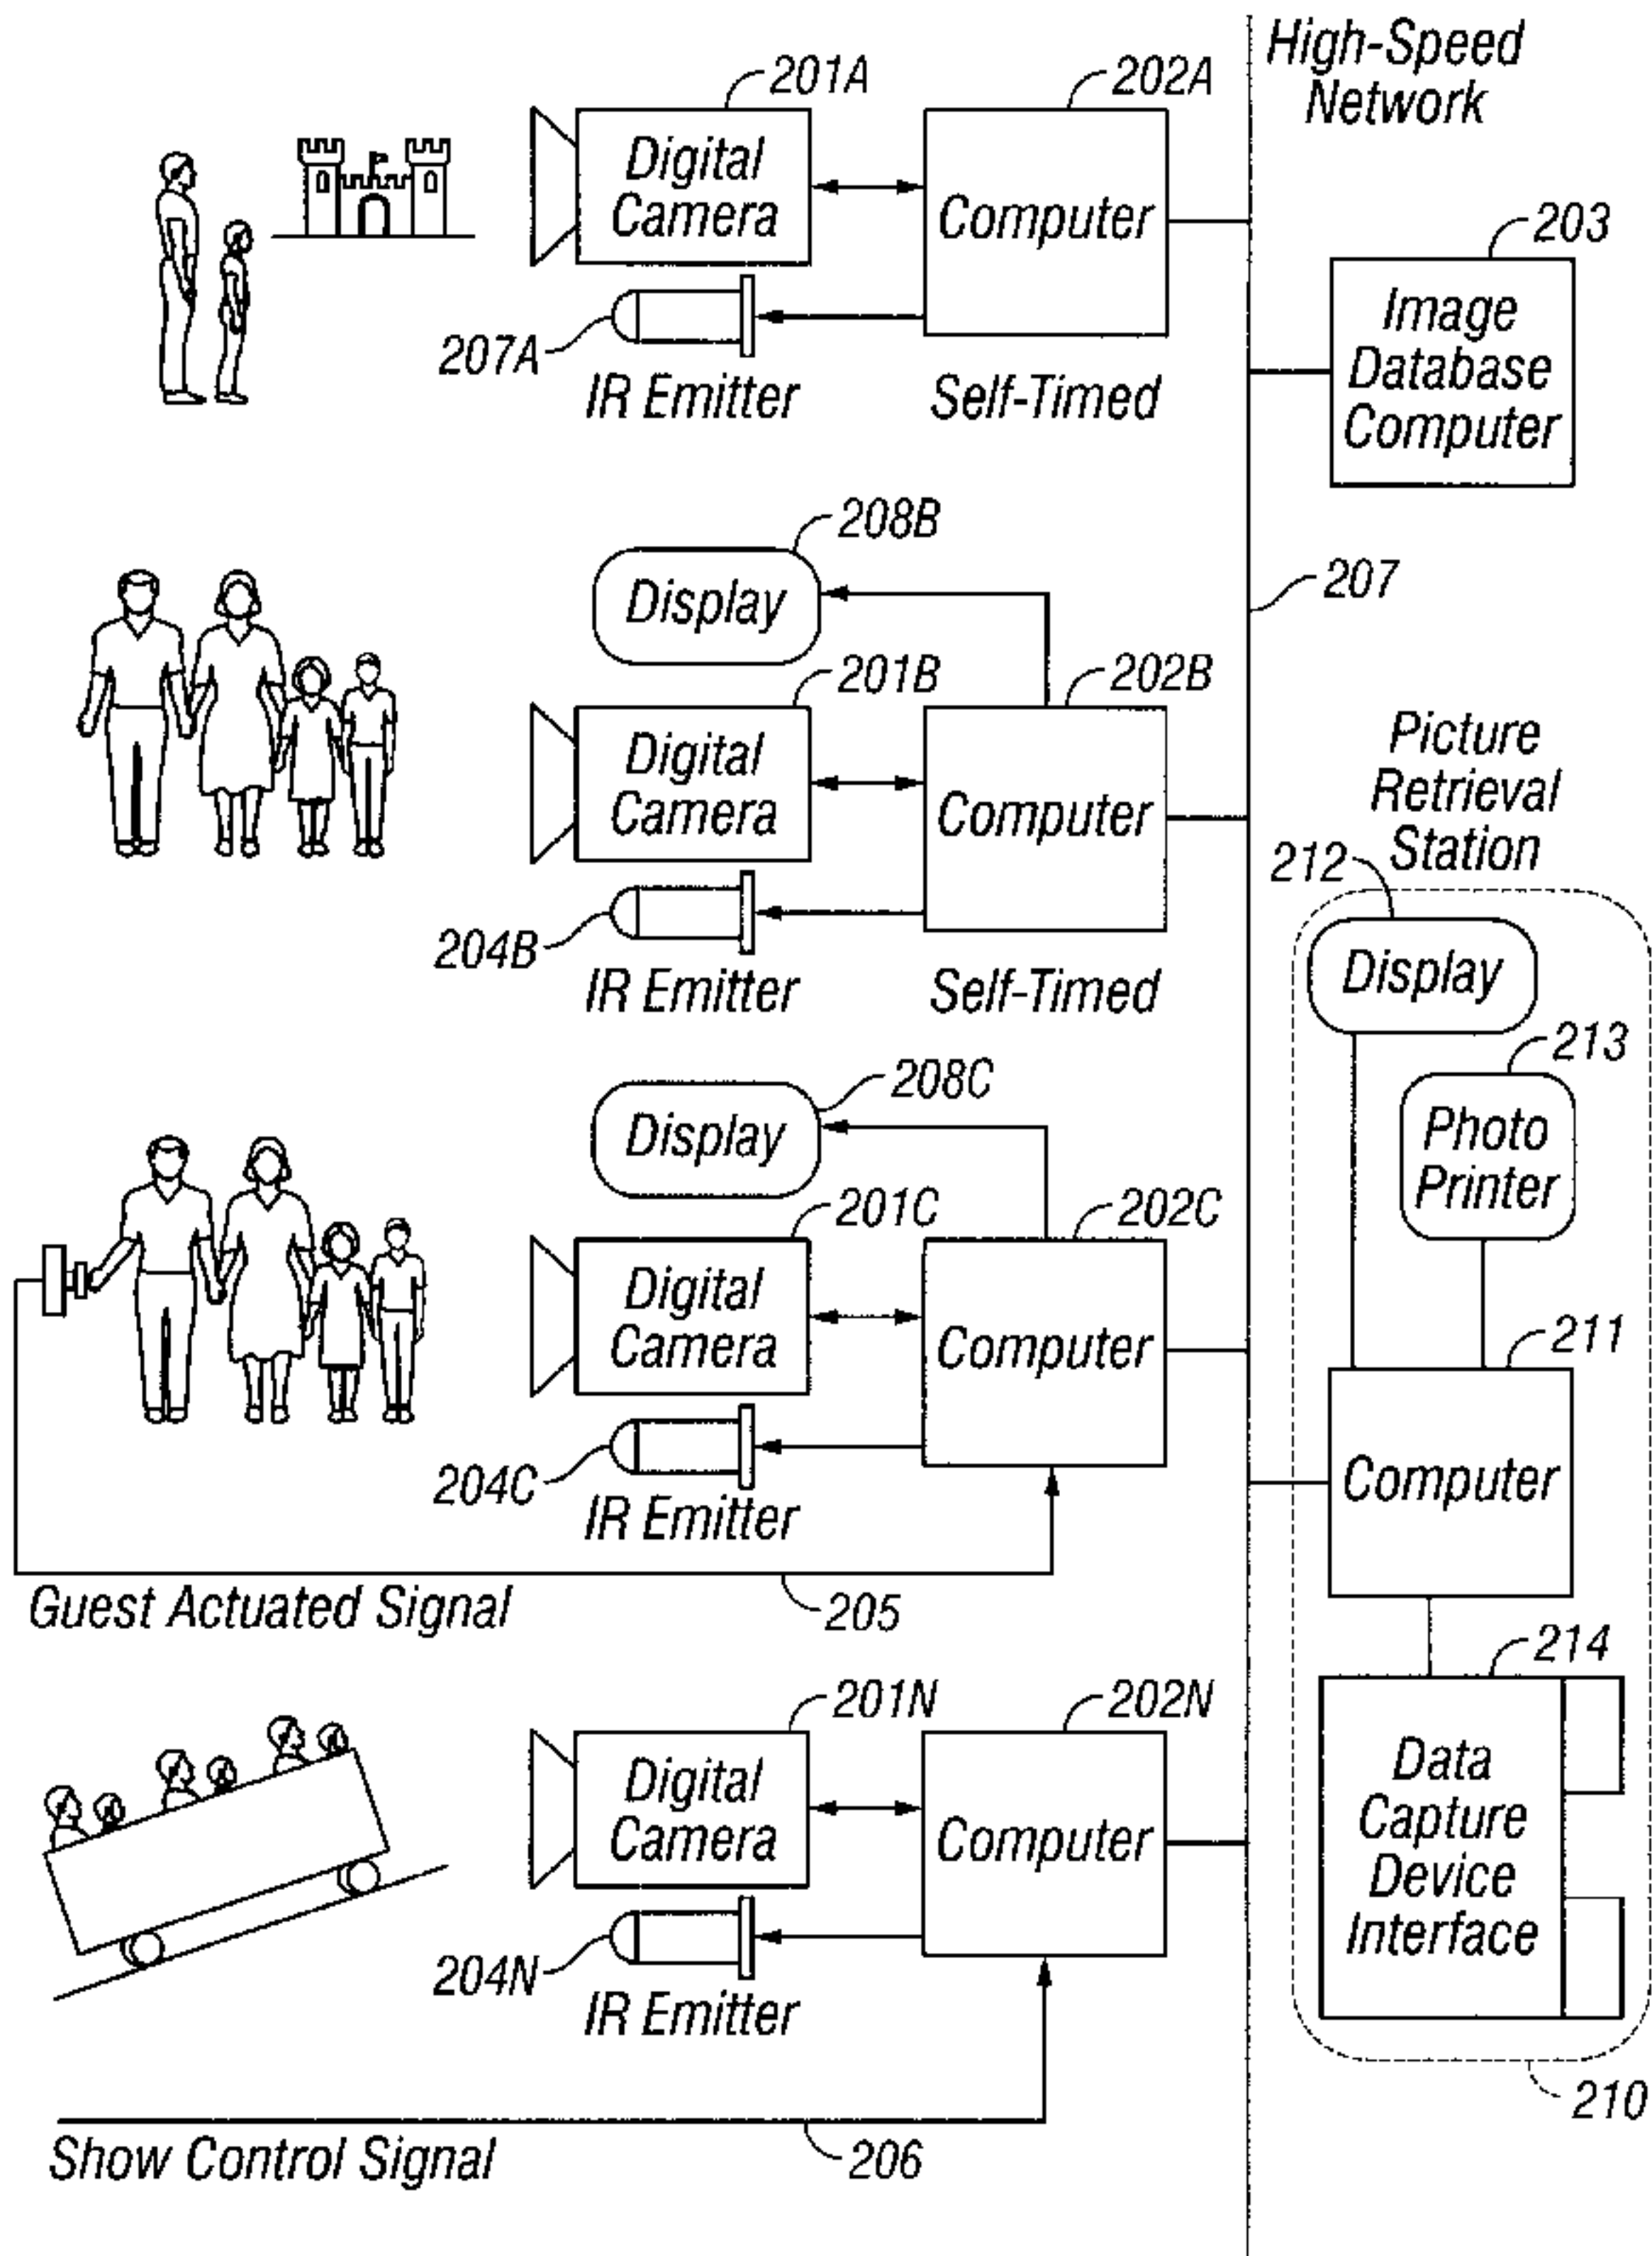 High-Speed
Network
201A
202A
Digital
Camera
Computer
207A
IR Emitter
Self-Timed
203
Image
Database
Computer
208B
Display
207
201B
202B
Digital
Camera
Computer
204B
IR Emitter
Self-Timed
Picture
Retrieval
Station
212
Display
213
Photo
Printer
208C
Display
201C
202C
Digital
Camera
Computer
204C
IR Emitter
Guest Actuated Signal
205
211
Computer
214
Data
Capture
Device
Interface
210
201N
202N
Digital
Camera
Computer
204N
IR Emitter
Show Control Signal
206